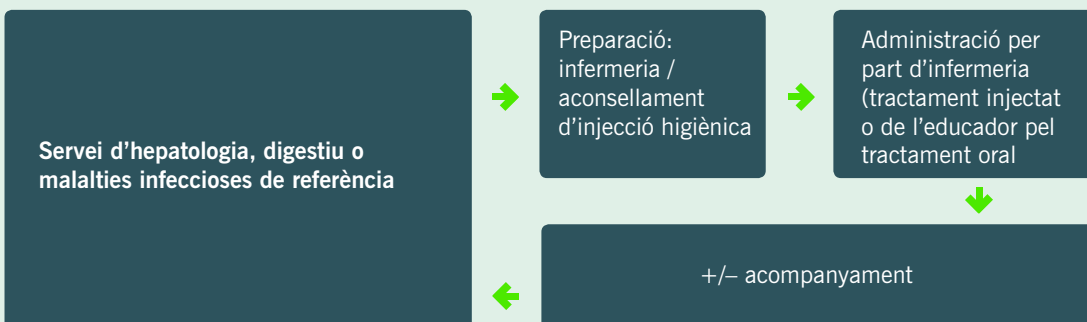 Servei d'hepatologia, digestiu o
malalties infeccioses de referència
Preparació:
infermeria /
aconsellament
d'injecció higiènica
Administració per
part d'infermeria
(tractament injectat
o de l'educador pel
tractament oral
+/– acompanyament